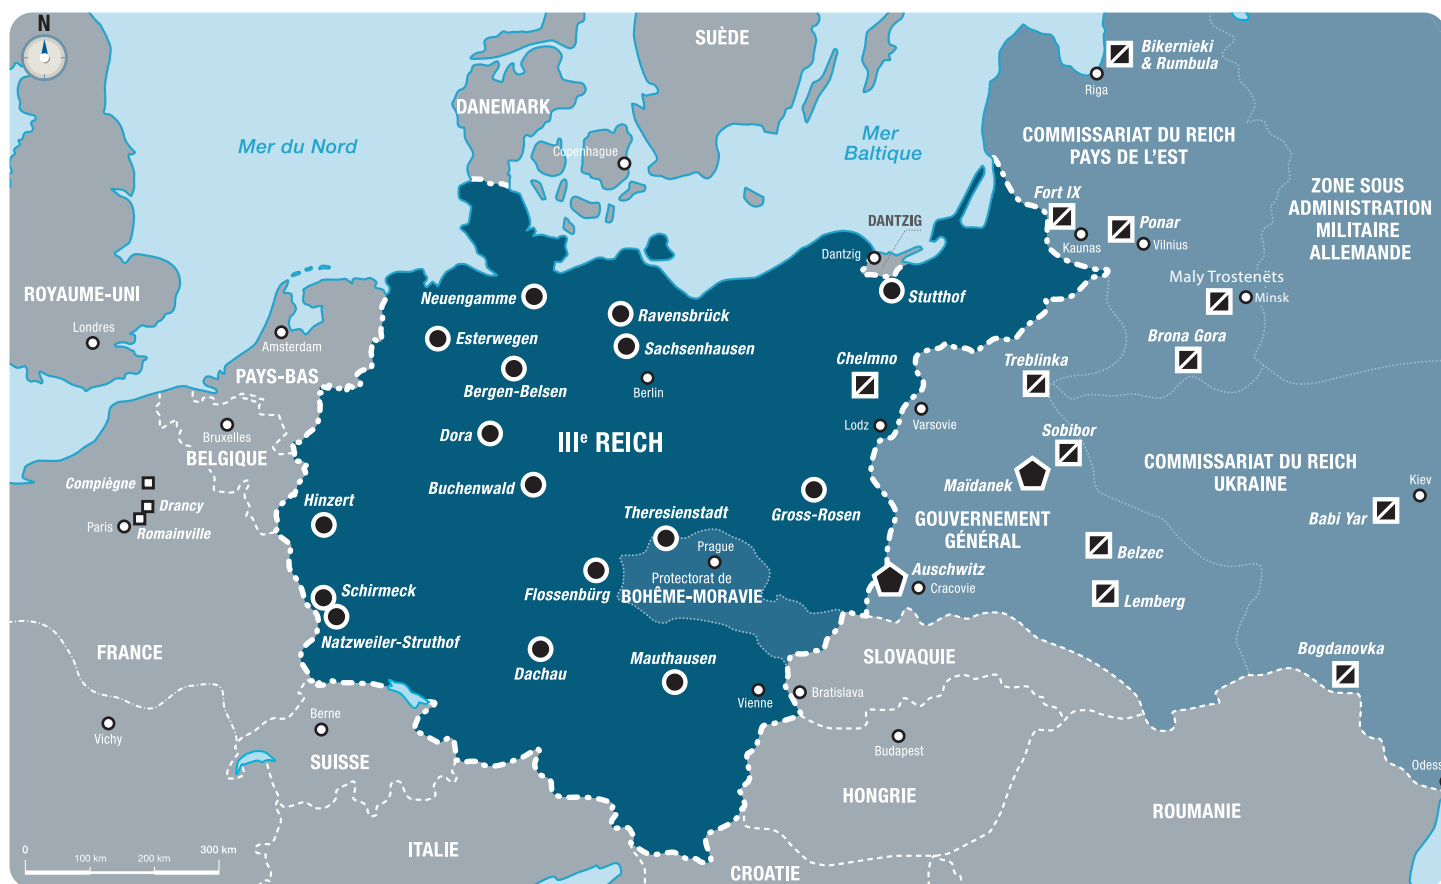 N
SUÈDE
Bikernieki
& Rumbula
Riga
DANEMARK
Mer du Nord
Copenhague
Mer
Baltique
COMMISSARIAT DU REICH
PAYS DE L'EST
ZONE SOUS
ADMINISTRATION
MILITAIRE
ALLEMANDE
Fort IX
Kaunas
Ponar
Vilnius
DANTZIG
Dantzig
Stutthof
Maly Trostenëts
Minsk
ROYAUME-UNI
Londres
Neuengamme
Ravensbrück
Esterwegen
Sachsenhausen
Amsterdam
PAYS-BAS
Bergen-Belsen
Berlin
Chelmno
Treblinka
Brona Gora
Bruxelles
BELGIQUE
Dora
IIIe REICH
Lodz
Varsovie
Sobibor
Maïdanek
COMMISSARIAT DU REICH
UKRAINE
Kiev
Babi Yar
Compiègne
Drancy
Paris
Romainville
Hinzert
Buchenwald
Theresienstadt
Gross-Rosen
GOUVERNEMENT
GÉNÉRAL
Belzec
Prague
Protectorat de
BOHÊME-MORAVIE
Flossenbürg
Auschwitz
Cracovie
Lemberg
Schirmeck
Natzweiler-Struthof
FRANCE
Dachau
Mauthausen
Vienne
SLOVAQUIE
Bratislava
Bogdanovka
Vichy
Berne
SUISSE
Budapest
HONGRIE
Odess
ROUMANIE
ITALIE
CROATIE
0
100 km
200 km
300 km